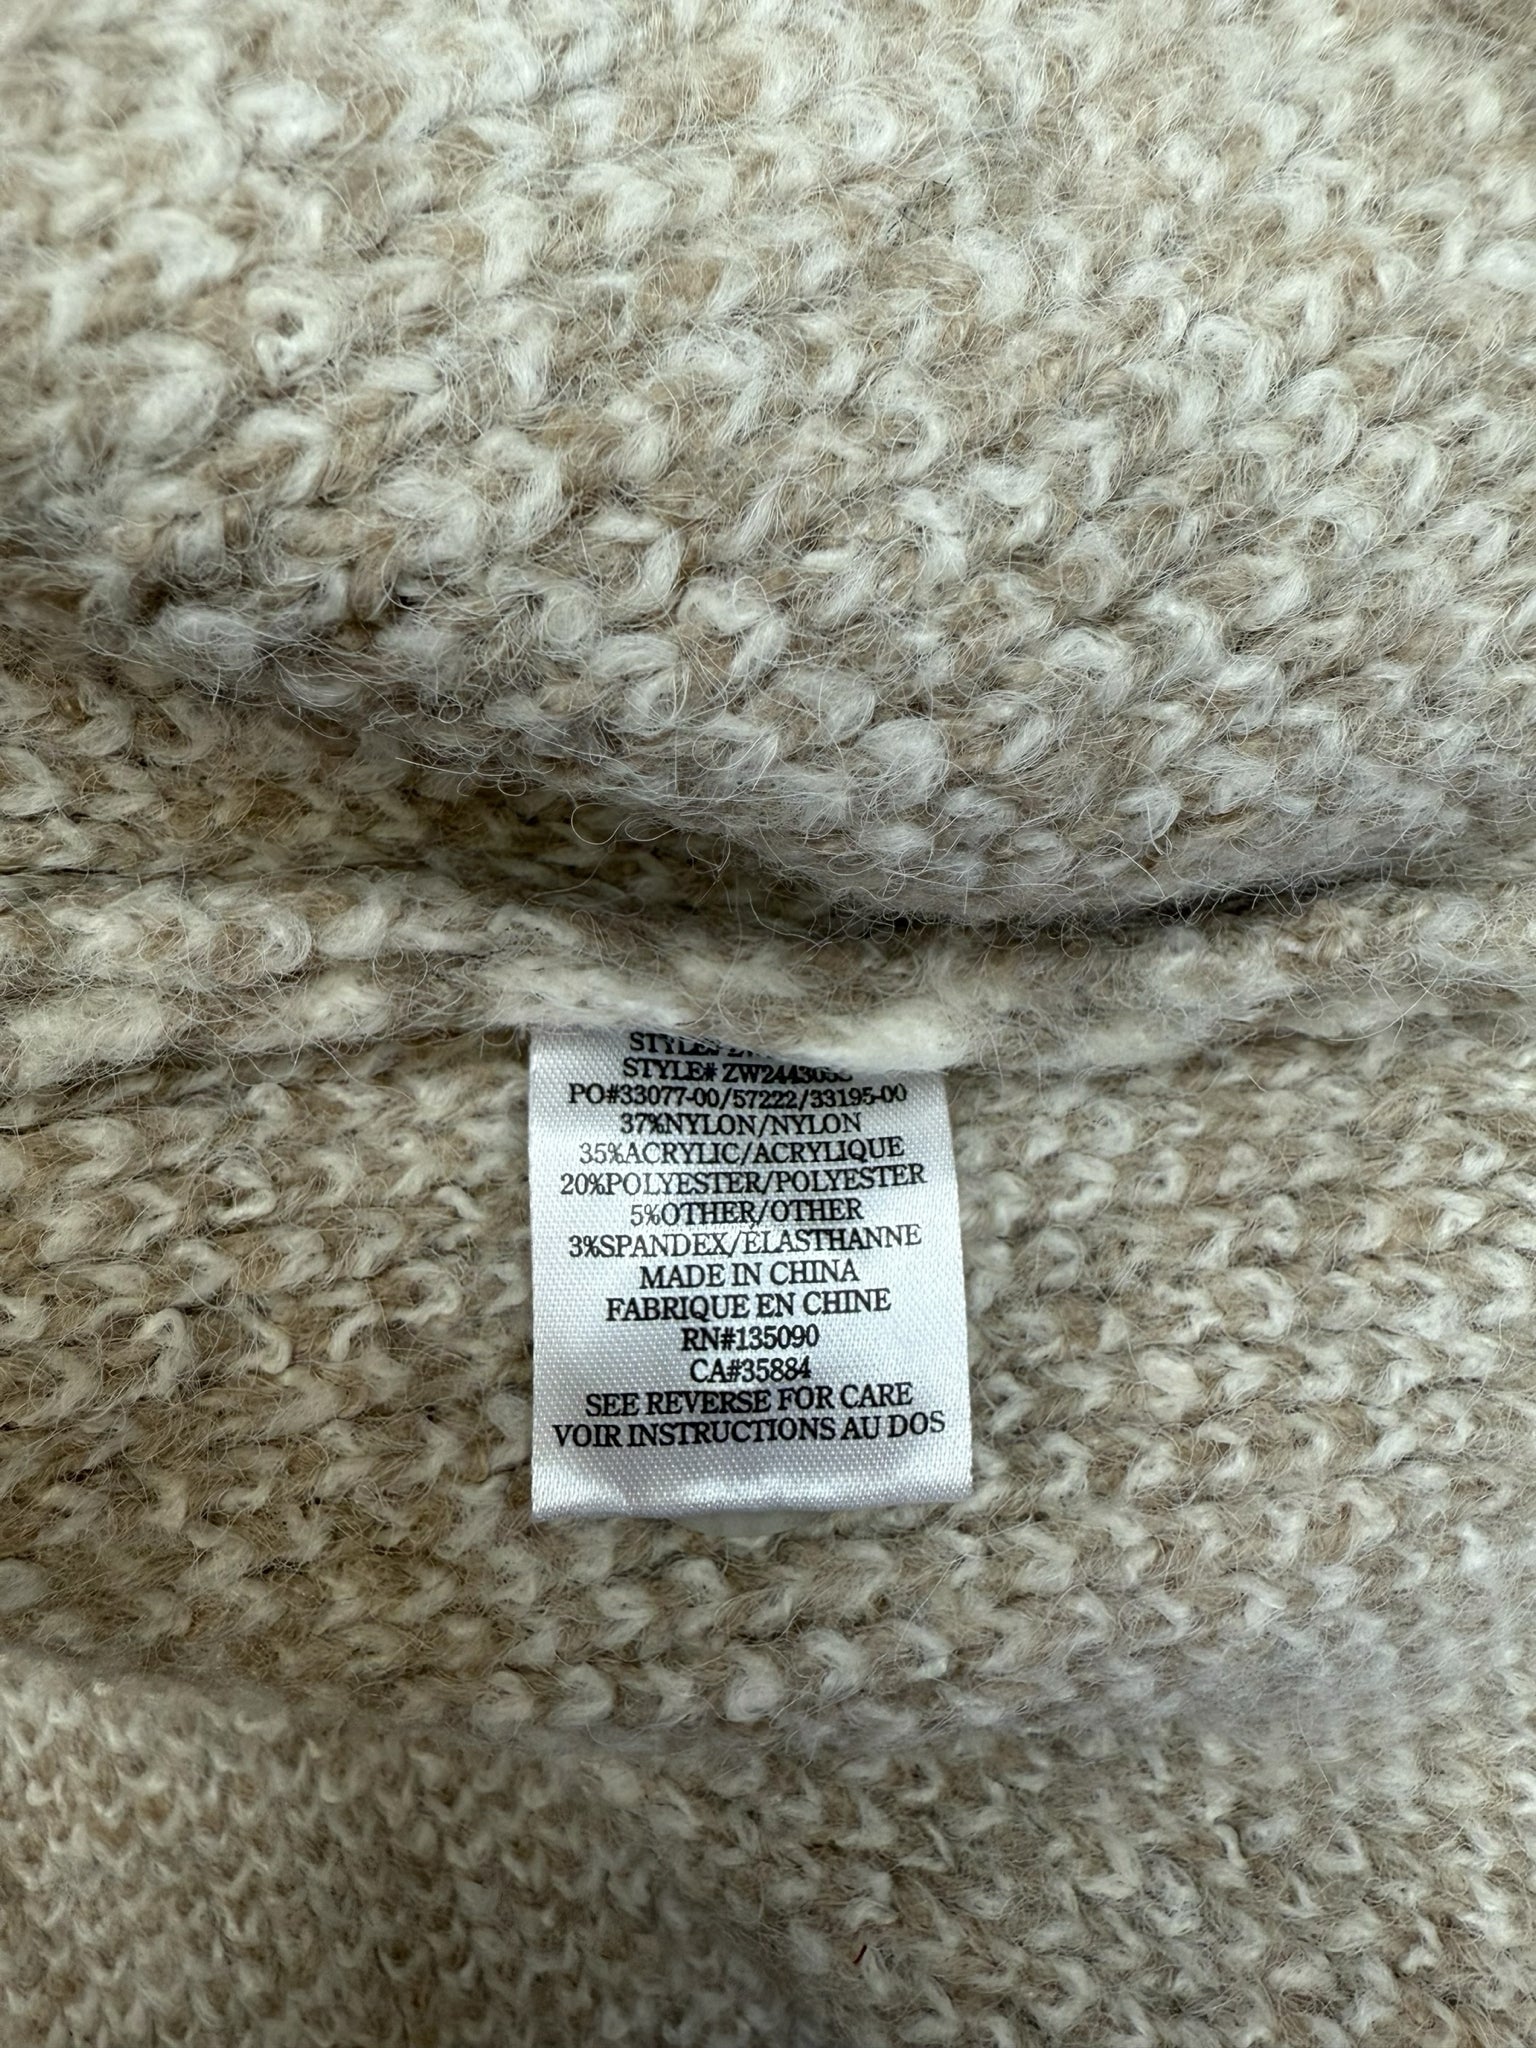 STYLE#
STYLE#
PO#33077-00/57222/33195-00
37%NYLON/NYLON
35%ACRYLIC/ACRYLIQUE
20%POLYESTER/POLYESTER
5%OTHER/OTHER
3%SPANDEX/ÉLASTHANNE
MADE IN CHINA
FABRIQUE EN CHINE
RN#135090
CA#35884
SEE REVERSE FOR CARE
VOIR INSTRUCTIONS AU DOS